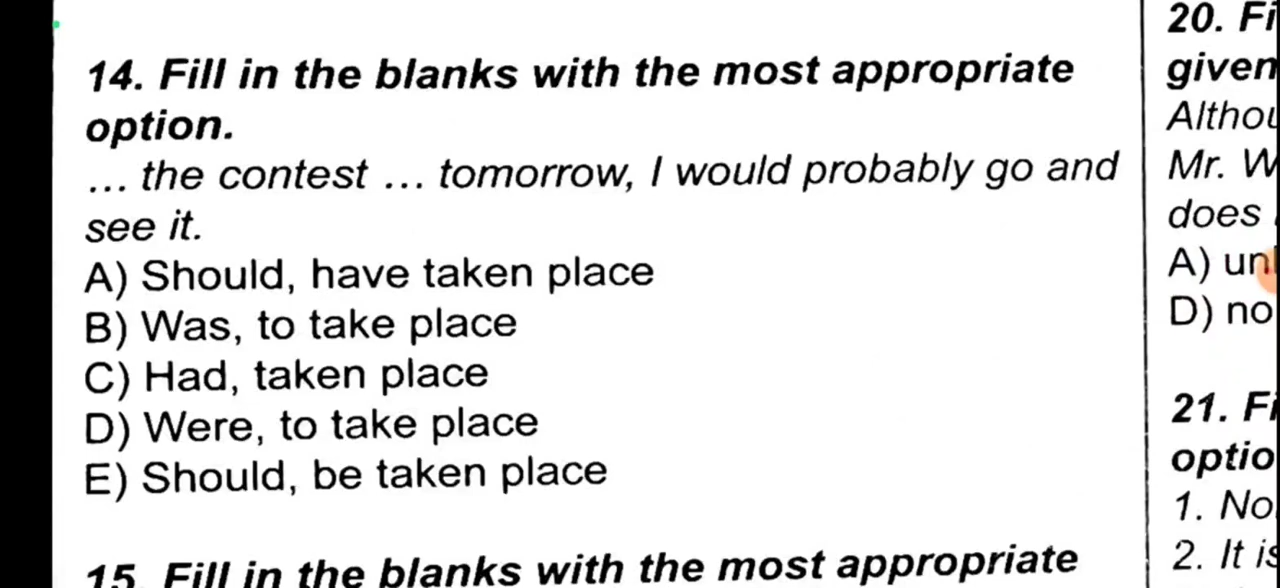 14. Fill in the blanks with the most appropriate
option.
... the contest ... tomorrow, I would probably go and
see it.
A) Should, have taken place
B) Was, to take place
C) Had, taken place
D) Were, to take place
E) Should, be taken place
15. Fill in the blanks with the most appropriate
20. Fi
given
Mr. W
does
D) no
21. Fi
optio
1. No
2. It is